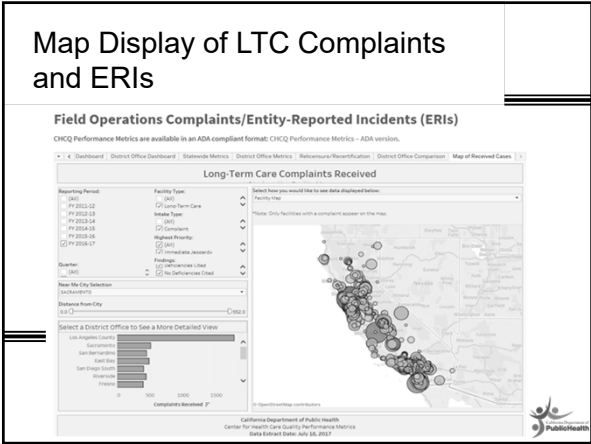 Map Display of LTC Complaints
and ERIs
Field Operations Complaints/Entity-Reported Incidents (ERIs)
CHCQ Performance Metrics are available in an ADA compliant format: CHCQ Performance Metrics – ADA version.
Dashboard District Office Dashboard Statewide Metrics District Office Metrics Relicensure/Recertification District Office Comparison Map of Received Cases
Long-Term Care Complaints Received
Reporting Period:
(All)
FY 2011-12
FY 2012-13
FY 2013-14
FY 2014-15
FY 2015-16
FY 2016-17
Quarter:
(All)
Facility Type:
(All)
Long-Term Care
Intake Type:
(All)
Complaint
Highest Priority:
(All)
Immediate Jeopardy
Findings:
Deficiencies Cited
No Deficiencies Cited
Near Me City Selection
SACRAMENTO
Distance from City
0.0 552.0
Select a District Office to See a More Detailed View
Los Angeles County
Sacramento
San Bernardino
East Bay
San Diego South
Riverside
Fresno
0 500 1000 1500
Complaints Received
Select how you would like to see data displayed below:
Facility Map
*Note: Only facilities with a complaint appear on the map.
© OpenStreetMap contributors
California Department of Public Health
Center for Health Care Quality Performance Metrics
Data Extract Date: July 16, 2017
California Department of
PublicHealth